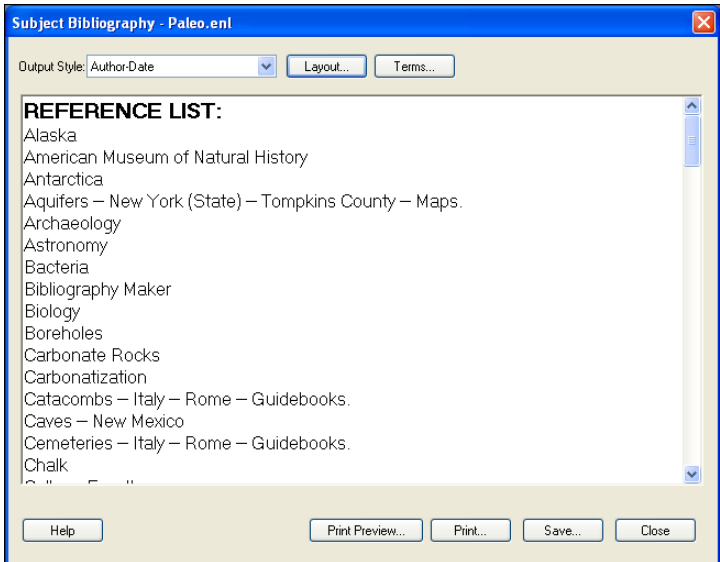 Subject Bibliography - Paleo.enl
Output Style: Author-Date Layout... Terms...
REFERENCE LIST:
Alaska
American Museum of Natural History
Antarctica
Aquifers – New York (State) – Tompkins County – Maps.
Archaeology
Astronomy
Bacteria
Bibliography Maker
Biology
Boreholes
Carbonate Rocks
Carbonatization
Catacombs – Italy – Rome – Guidebooks.
Caves – New Mexico
Cemeteries – Italy – Rome – Guidebooks.
Chalk
Help Print Preview... Print... Save... Close